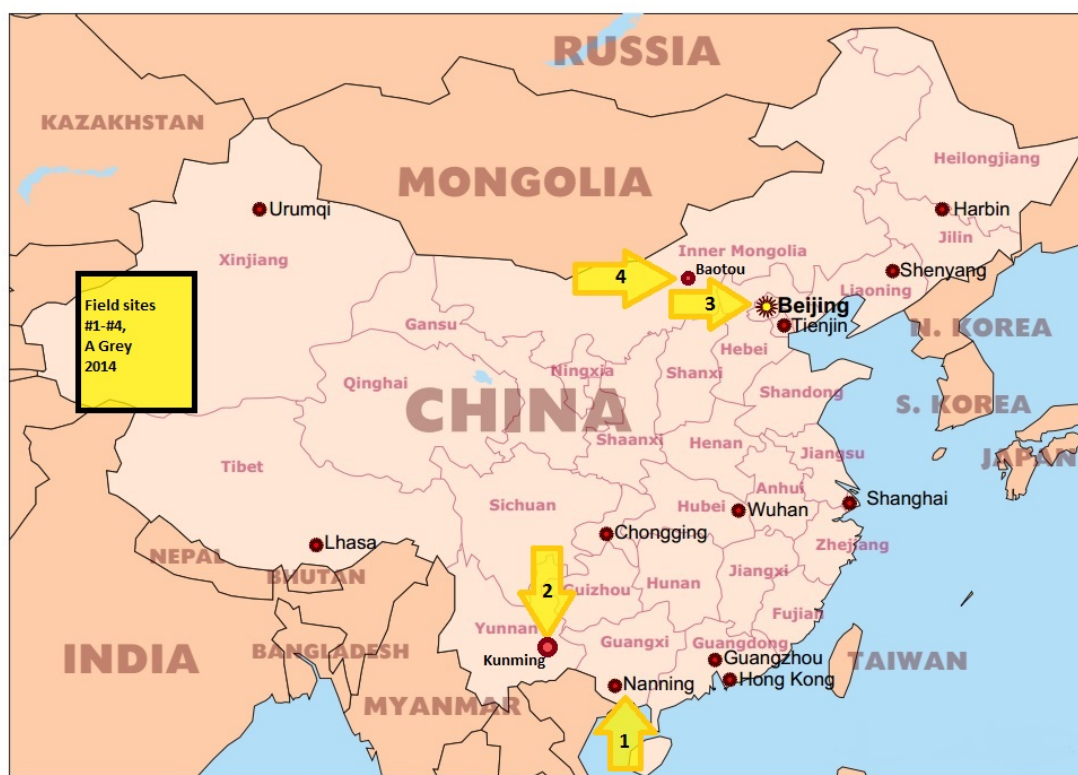 RUSSIA
KAZAKHSTAN
MONGOLIA
Heilongjiang
Urumqi
Harbin
Jilin
Inner Mongolia
Xinjiang
4
Baotou
Shenyang
Liaoning
3
Beijing
Tienjin
Field sites
#1-#4,
A Grey
2014
Gansu
N. KOREA
Hebei
Ningxia
Shanxi
Qinghai
Shandong
CHINA
S. KOREA
Shaanxi
Henan
Jiangsu
JAPAN
Tibet
Anhui
Sichuan
Hubei
Wuhan
Shanghai
Chongging
Lhasa
Zhejiang
NEPAL
BHUTAN
2
Guizhou
Hunan
Jiangxi
Fujian
Yunnan
Guangxi
Guangdong
INDIA
BANGLADESH
Kunming
Guangzhou
TAIWAN
Hong Kong
Nanning
MYANMAR
1